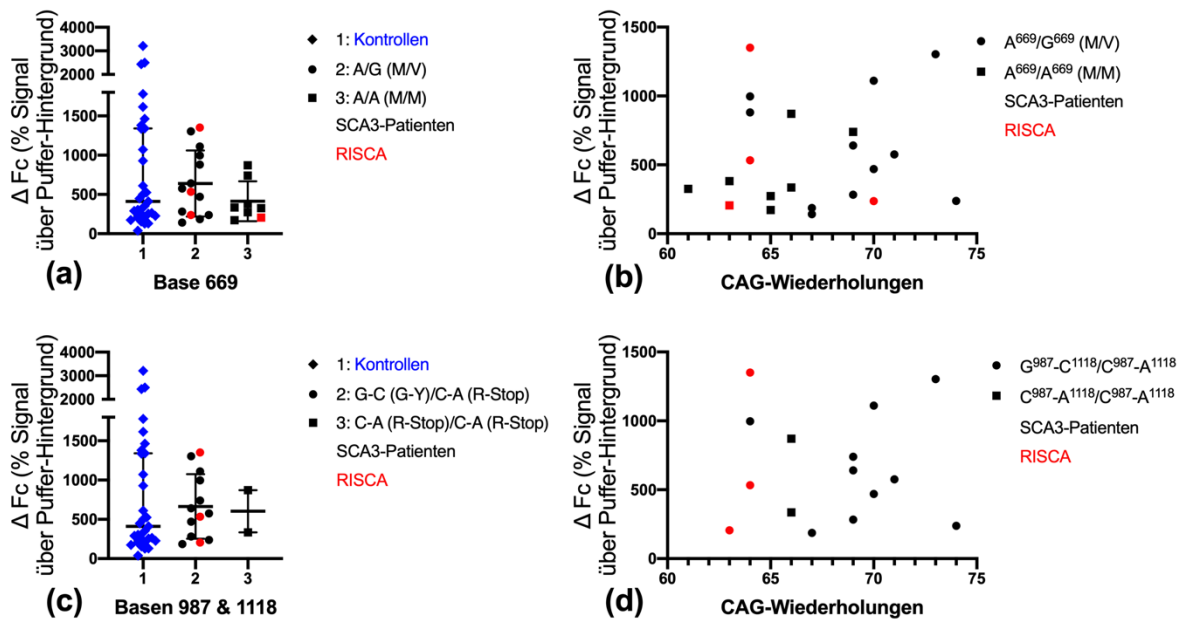 4000
3000
2000
1500
1000
500
0
Δ Fc (% Signal
über Puffer-Hintergrund)
1 2 3
Base 669
(a)
1: Kontrollen
2: A/G (M/V)
3: A/A (M/M)
SCA3-Patienten
RISCA
1500
1000
500
0
Δ Fc (% Signal
über Puffer-Hintergrund)
60 65 70 75
CAG-Wiederholungen
(b)
A⁶⁶⁹/G⁶⁶⁹ (M/V)
A⁶⁶⁹/A⁶⁶⁹ (M/M)
SCA3-Patienten
RISCA
4000
3000
2000
1500
1000
500
0
Δ Fc (% Signal
über Puffer-Hintergrund)
1 2 3
Basen 987 & 1118
(c)
1: Kontrollen
2: G-C (G-Y)/C-A (R-Stop)
3: C-A (R-Stop)/C-A (R-Stop)
SCA3-Patienten
RISCA
1500
1000
500
0
Δ Fc (% Signal
über Puffer-Hintergrund)
60 65 70 75
CAG-Wiederholungen
(d)
G⁹⁸⁷-C¹¹¹⁸/C⁹⁸⁷-A¹¹¹⁸
C⁹⁸⁷-A¹¹¹⁸/C⁹⁸⁷-A¹¹¹⁸
SCA3-Patienten
RISCA